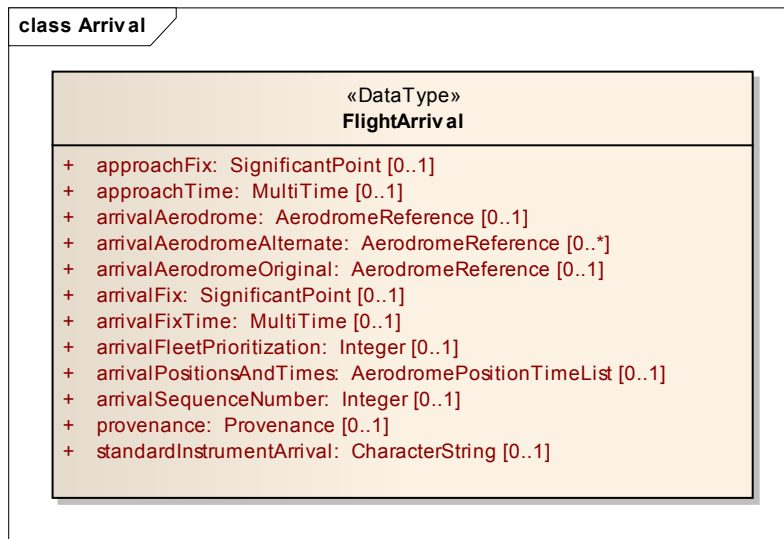 class Arrival
«DataType»
FlightArrival
+ approachFix: SignificantPoint [0..1]
+ approachTime: MultiTime [0..1]
+ arrivalAerodrome: AerodromeReference [0..1]
+ arrivalAerodromeAlternate: AerodromeReference [0..*]
+ arrivalAerodromeOriginal: AerodromeReference [0..1]
+ arrivalFix: SignificantPoint [0..1]
+ arrivalFixTime: MultiTime [0..1]
+ arrivalFleetPrioritization: Integer [0..1]
+ arrivalPositionsAndTimes: AerodromePositionTimeList [0..1]
+ arrivalSequenceNumber: Integer [0..1]
+ provenance: Provenance [0..1]
+ standardInstrumentArrival: CharacterString [0..1]